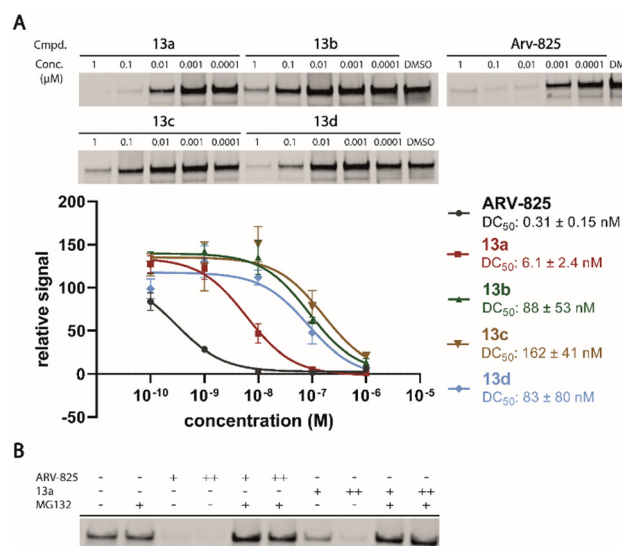 A
Cmpd. 13a 13b Arv-825
Conc. (μM) 1 0.1 0.01 0.001 0.0001 1 0.1 0.01 0.001 0.0001 DMSO 1 0.1 0.01 0.001 0.0001
13c 13d
1 0.1 0.01 0.001 0.0001 1 0.1 0.01 0.001 0.0001 DMSO
200
150
100
50
0
-50
relative signal
10-10 10-9 10-8 10-7 10-6 10-5
concentration (M)
ARV-825
DC50: 0.31 ± 0.15 nM
13a
DC50: 6.1 ± 2.4 nM
13b
DC50: 88 ± 53 nM
13c
DC50: 162 ± 41 nM
13d
DC50: 83 ± 80 nM
B
ARV-825 - - + ++ + ++ - - - -
13a - - - - - - + ++ + ++
MG132 - + - - + + - - + +